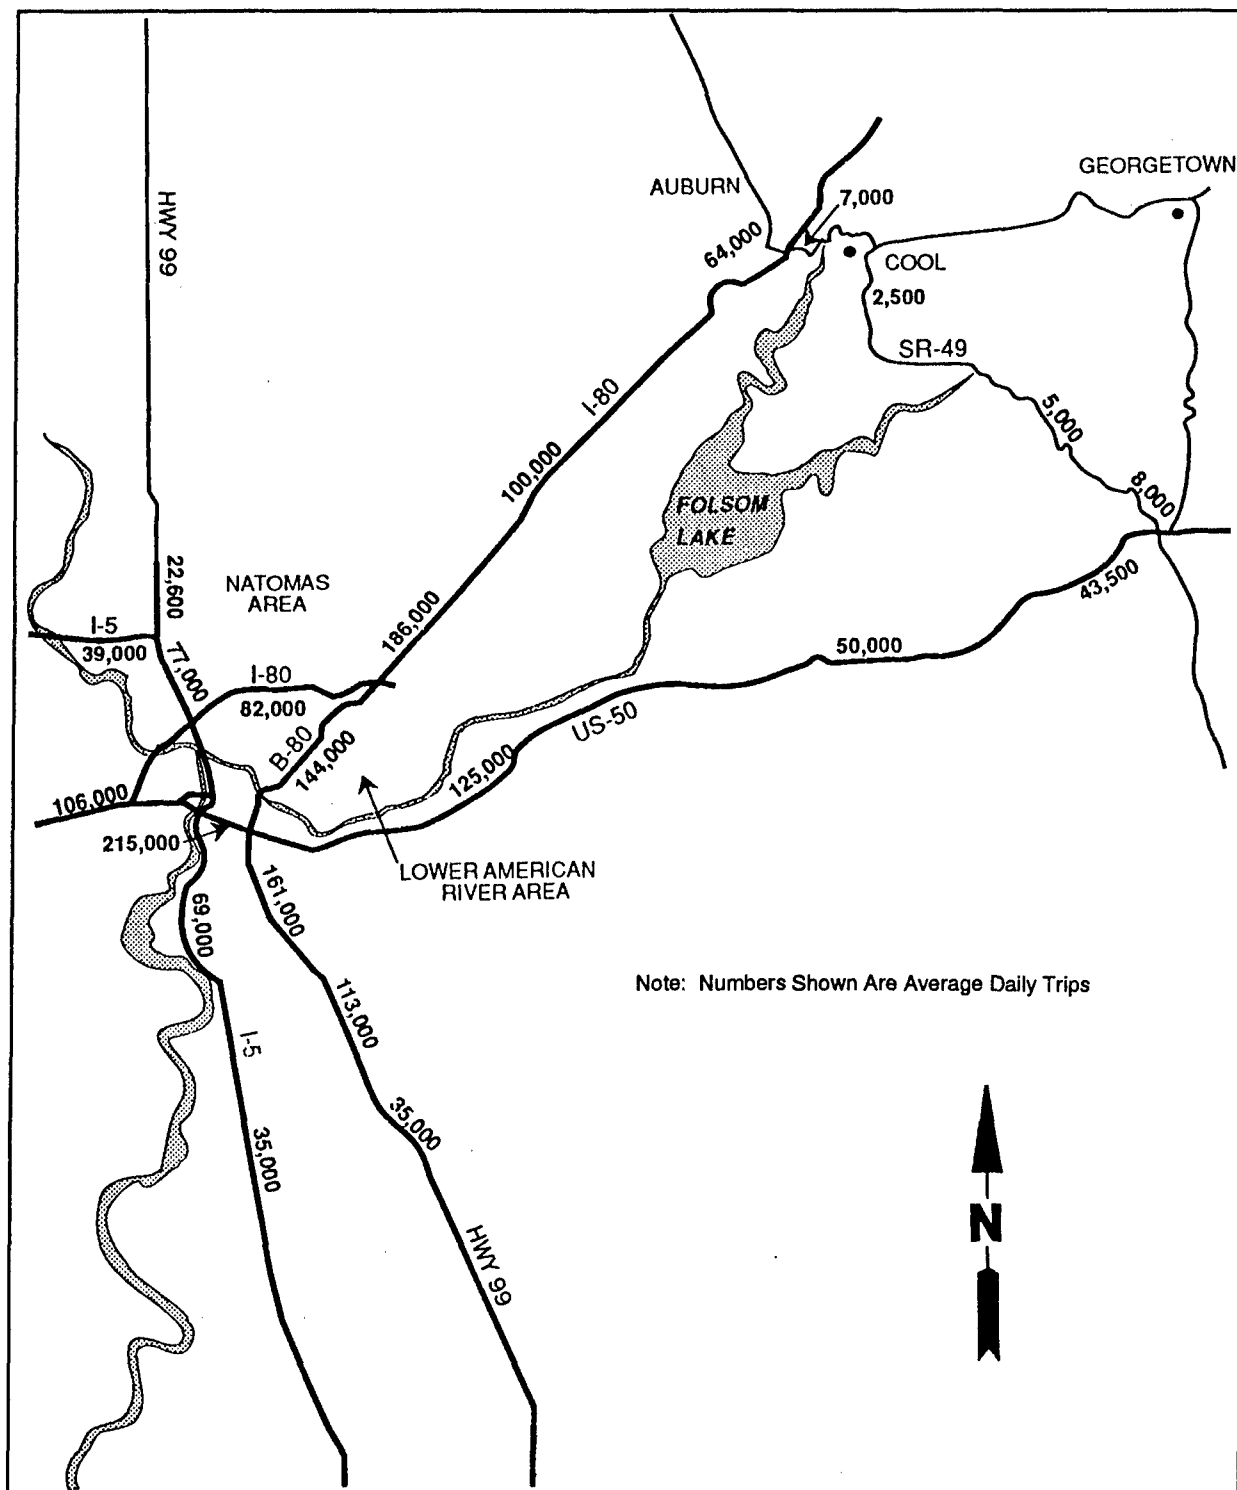 GEORGETOWN
AUBURN
7,000
HWY 99
64,000
COOL
2,500
SR-49
I-80
5,000
100,000
8,000
FOLSOM
LAKE
22,600
NATOMAS
AREA
43,500
186,000
I-5
39,000
77,000
50,000
I-80
82,000
US-50
B-80
144,000
125,000
106,000
215,000
LOWER AMERICAN
RIVER AREA
161,000
69,000
Note: Numbers Shown Are Average Daily Trips
113,000
I-5
35,000
35,000
N
HWY 99